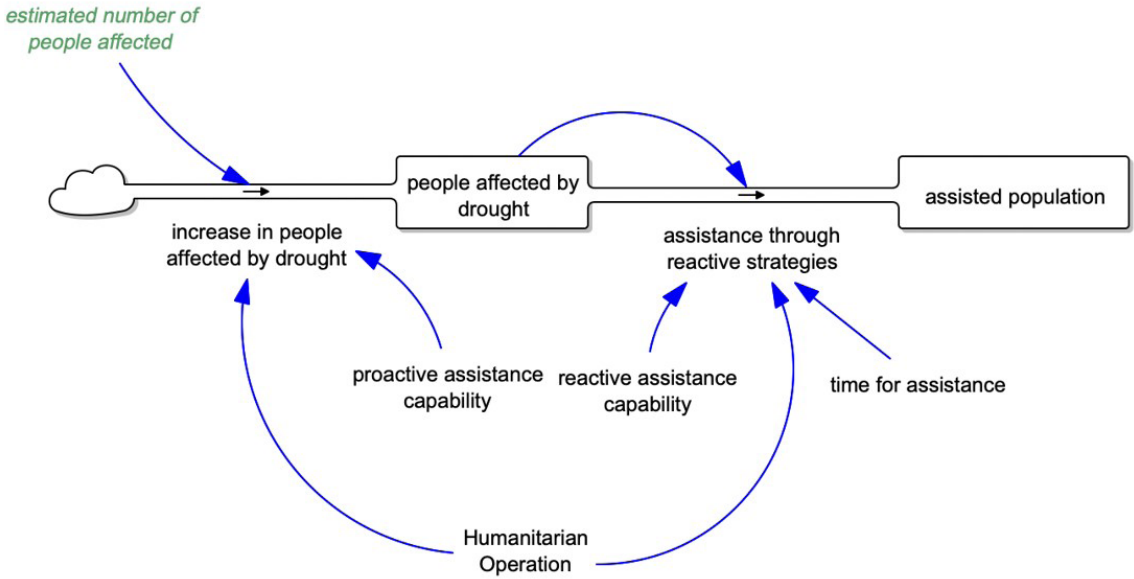 estimated number of
people affected
people affected by
drought
assisted population
increase in people
affected by drought
assistance through
reactive strategies
proactive assistance
capability
reactive assistance
capability
time for assistance
Humanitarian
Operation